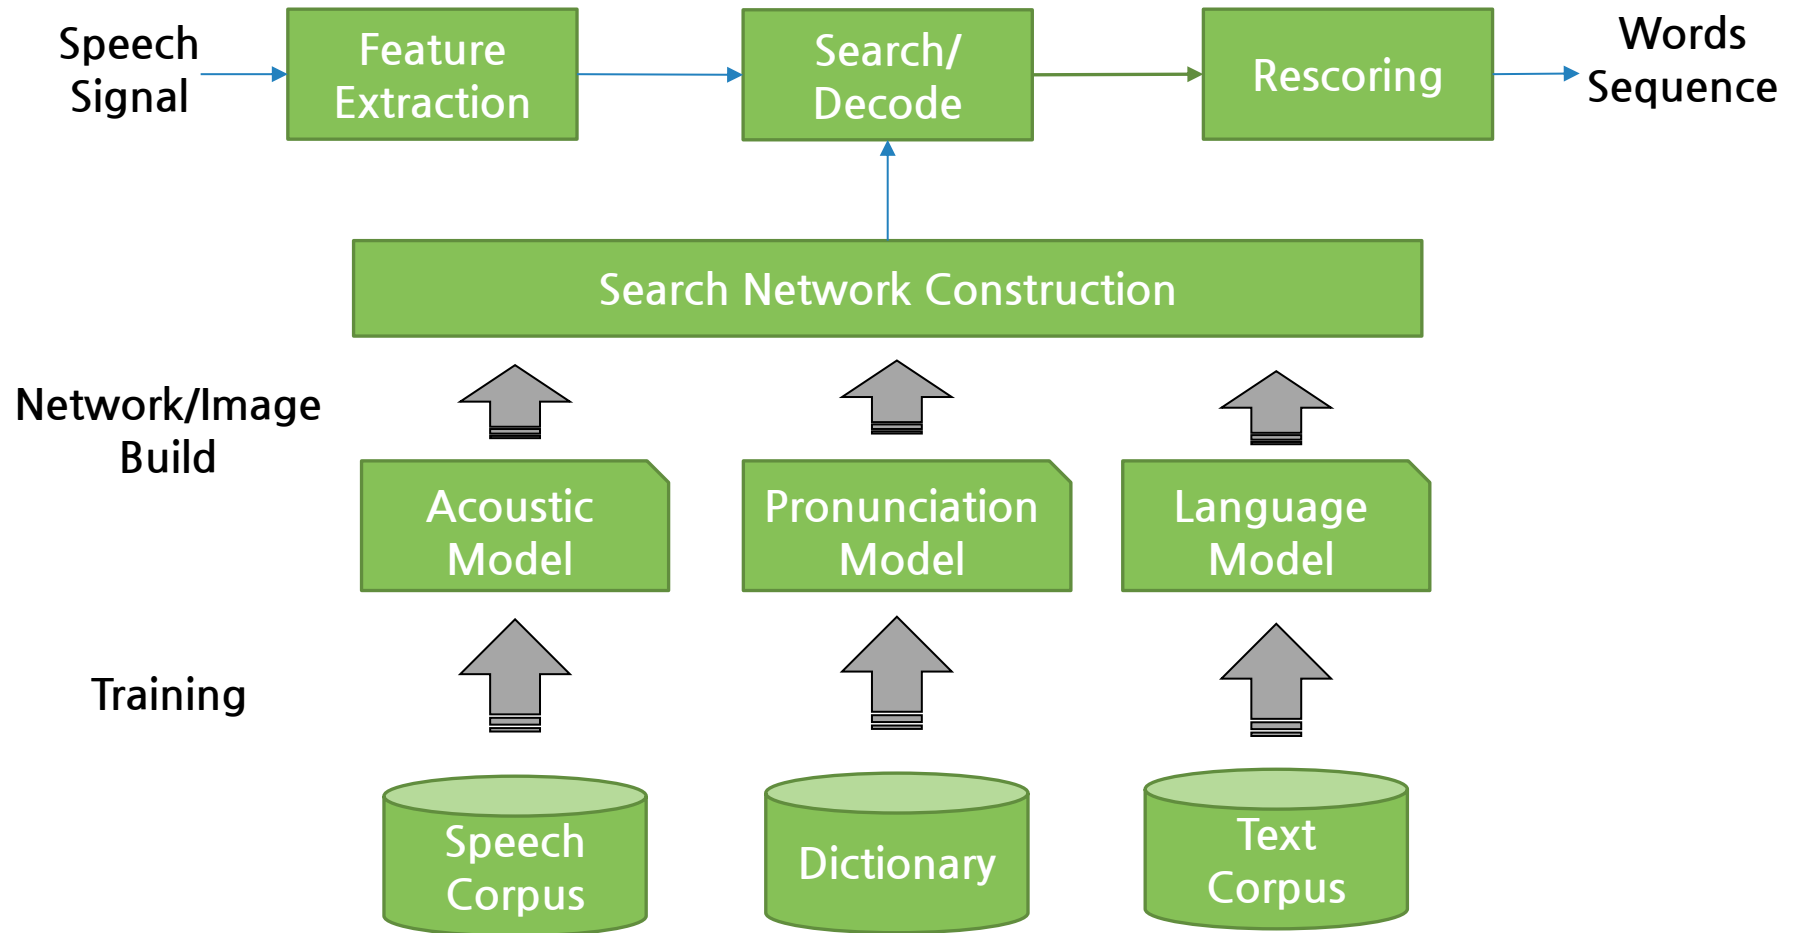 Speech
Signal
Feature
Extraction
Search/
Decode
Rescoring
Words
Sequence
Search Network Construction
Network/Image
Build
Acoustic
Model
Pronunciation
Model
Language
Model
Training
Speech
Corpus
Dictionary
Text
Corpus